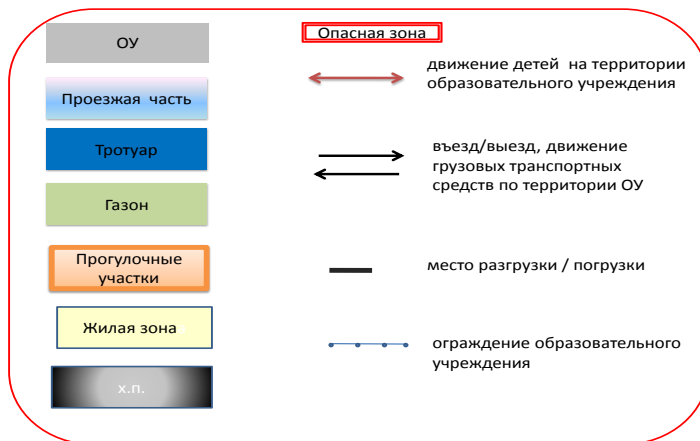 ОУ
Проезжая часть
Тротуар
Газон
Прогулочные
участки
Жилая зона
х.п.
Опасная зона
движение детей на территории
образовательного учреждения
въезд/выезд, движение
грузовых транспортных
средств по территории ОУ
место разгрузки / погрузки
ограждение образовательного
учреждения